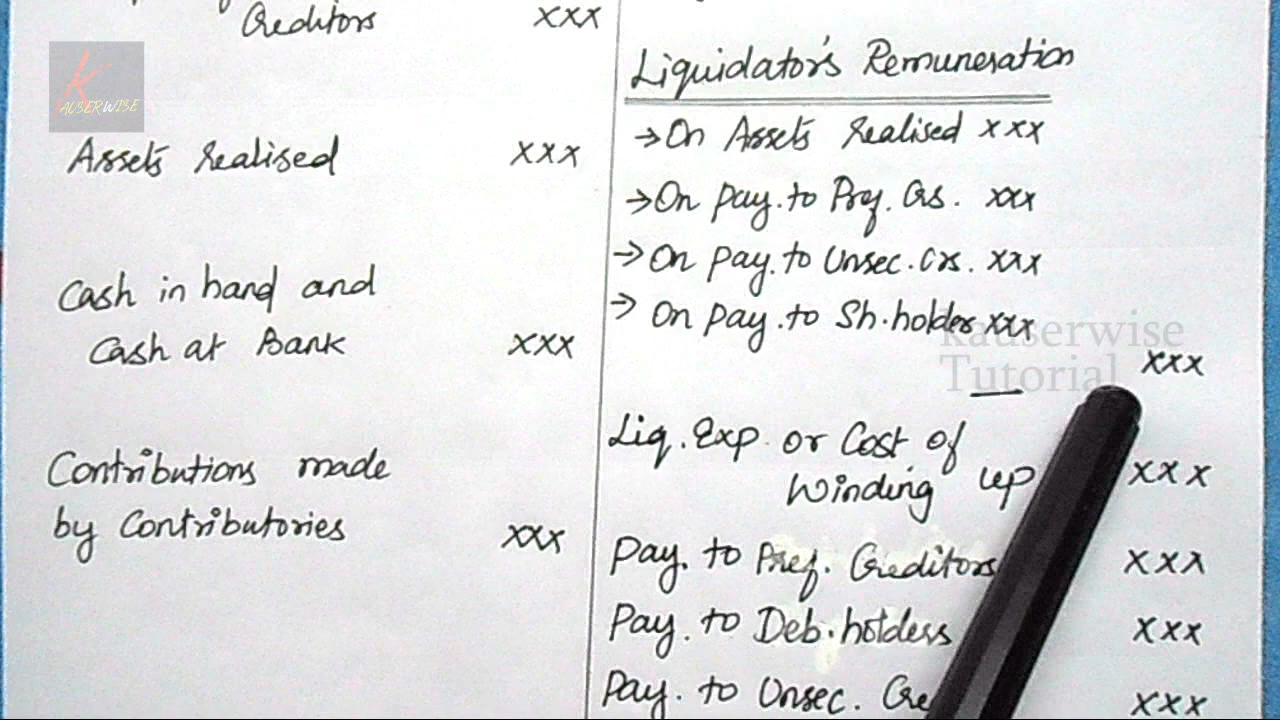 Creditors xxx
Assets realised xxx
Cash in hand and
Cash at Bank xxx
Contributions made
by Contributories xxx
Liquidator's Remuneration
→ On Assets realised xxx
→ On pay. to Pref. Crs. xxx
→ On pay. to Unsec. Crs. xxx
→ On pay. to Sh. holder xxx
xxx
Liq. Exp. or Cost of
Winding up xxx
Pay. to Pref. Creditors xxx
Pay. to Deb. holders xxx
Pay. to Unsec. Cre xxx
KAUSERWISE
kauserwise
Tutorial